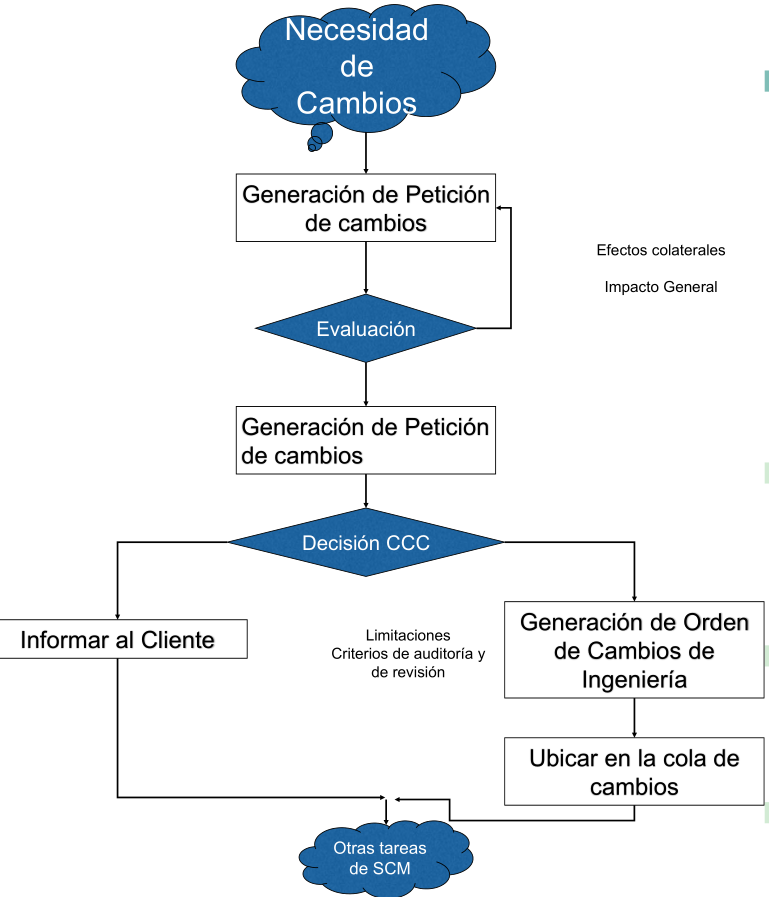 Necesidad
de
Cambios
Generación de Petición
de cambios
Efectos colaterales
Impacto General
Evaluación
Generación de Petición
de cambios
Decisión CCC
Informar al Cliente
Limitaciones
Criterios de auditoría y
de revisión
Generación de Orden
de Cambios de
Ingeniería
Ubicar en la cola de
cambios
Otras tareas
de SCM